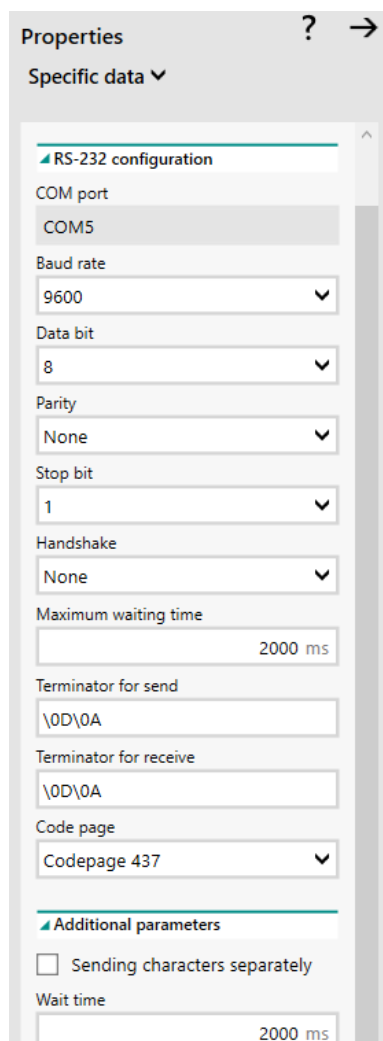 Properties ?
Specific data
RS-232 configuration
COM port
COM5
Baud rate
9600
Data bit
8
Parity
None
Stop bit
1
Handshake
None
Maximum waiting time
2000 ms
Terminator for send
\0D\0A
Terminator for receive
\0D\0A
Code page
Codepage 437
Additional parameters
Sending characters separately
Wait time
2000 ms